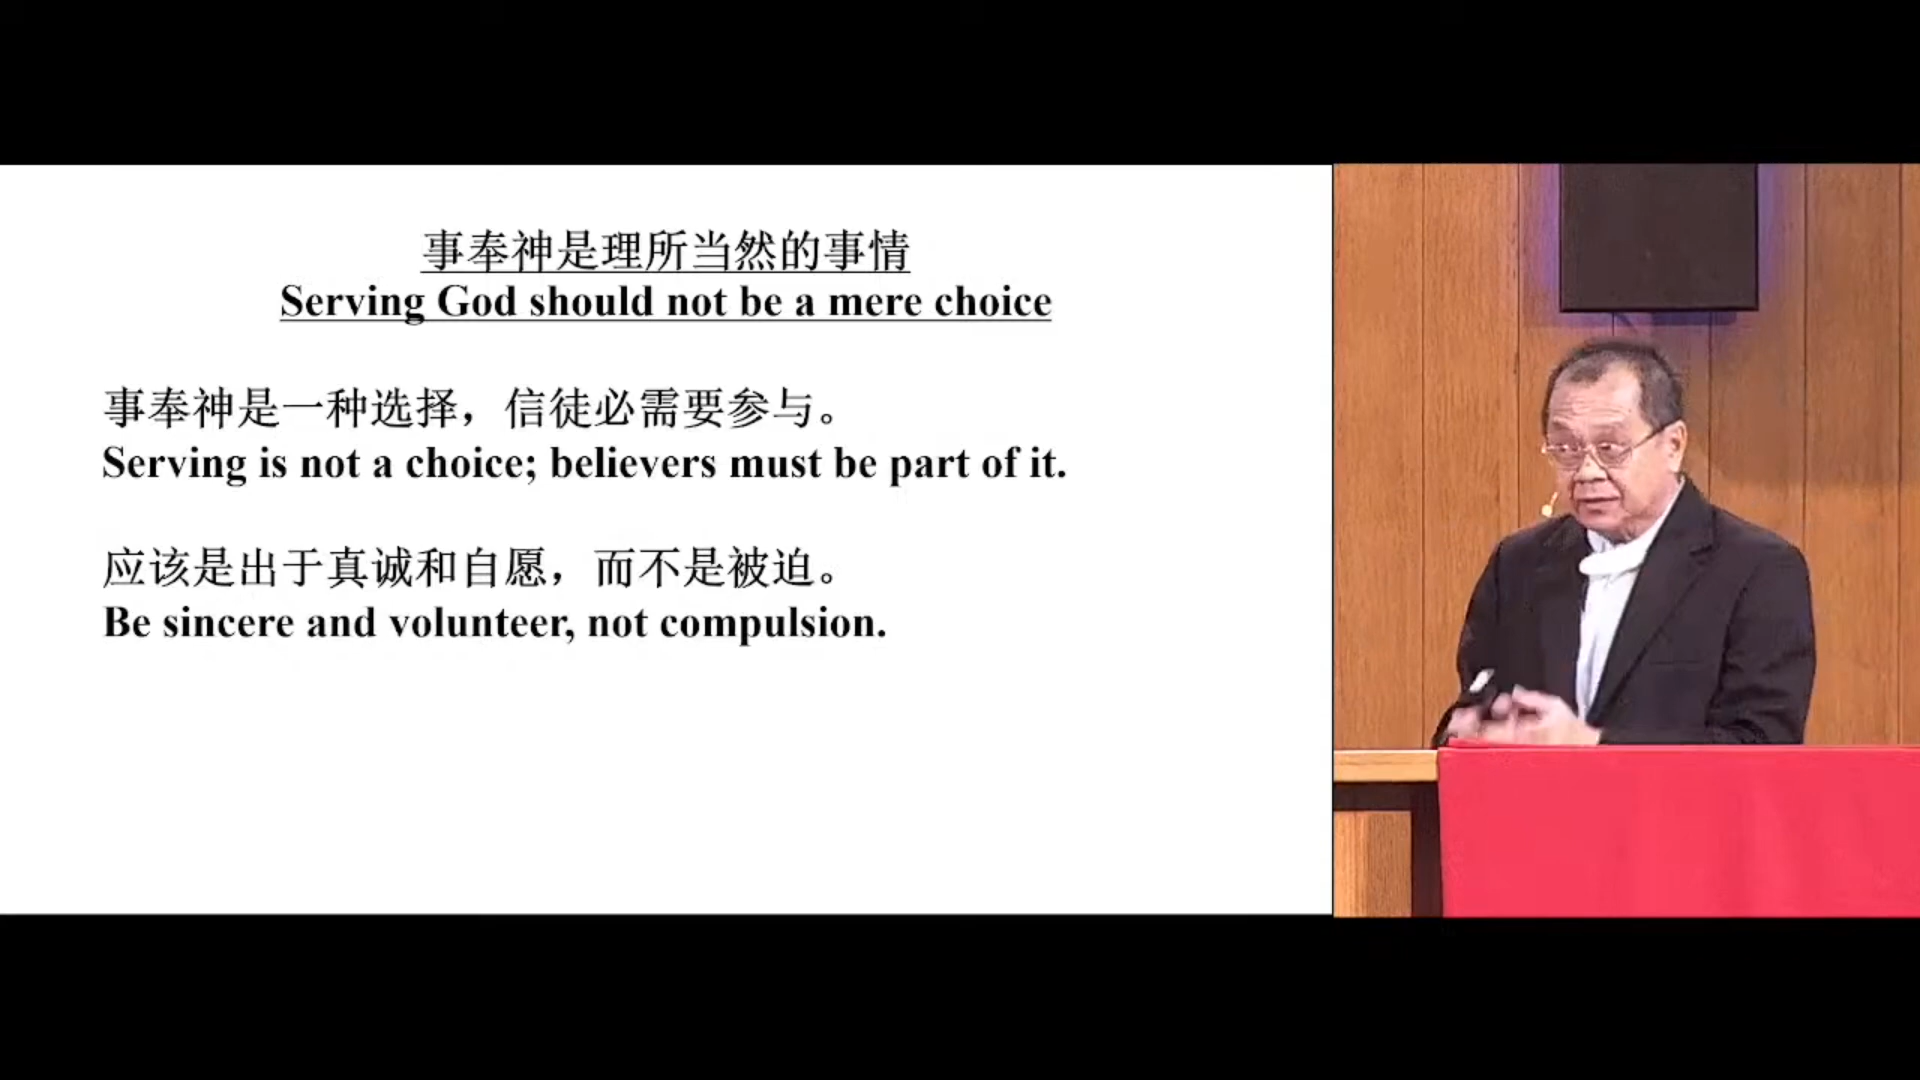 事奉神是理所当然的事情
Serving God should not be a mere choice
事奉神是一种选择，信徒必需要参与。
Serving is not a choice; believers must be part of it.
应该是出于真诚和自愿，而不是被迫。
Be sincere and volunteer, not compulsion.